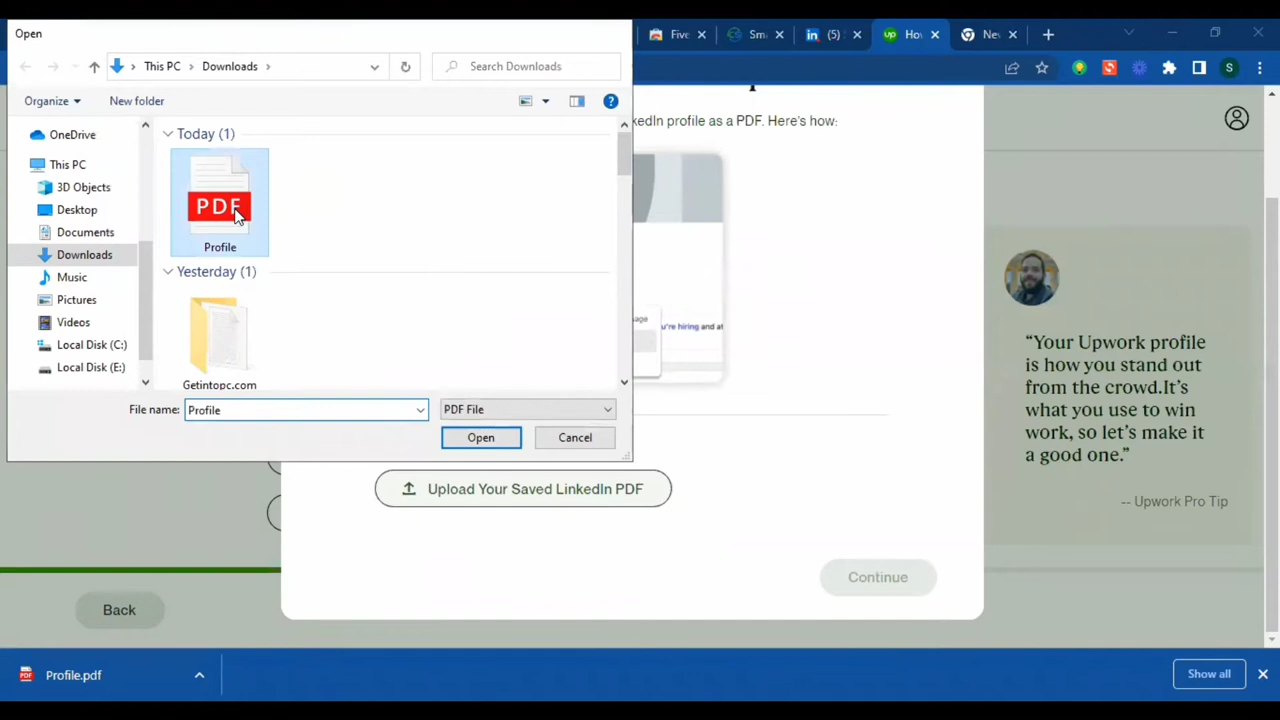 Open
Five
Sma
(5)
Hov
Nev
This PC
Downloads
Search Downloads
S
Organize
New folder
OneDrive
This PC
3D Objects
Desktop
Documents
Downloads
Music
Pictures
Videos
Local Disk (C:)
Local Disk (E:)
Today (1)
PDF
Profile
Yesterday (1)
Getintopc.com
File name:
Profile
PDF File
Open
Cancel
kedIn profile as a PDF. Here's how:
sage
u're hiring and at
Upload Your Saved LinkedIn PDF
Continue
Back
“Your Upwork profile
is how you stand out
from the crowd.It’s
what you use to win
work, so let’s make it
a good one.”
-- Upwork Pro Tip
Profile.pdf
Show all